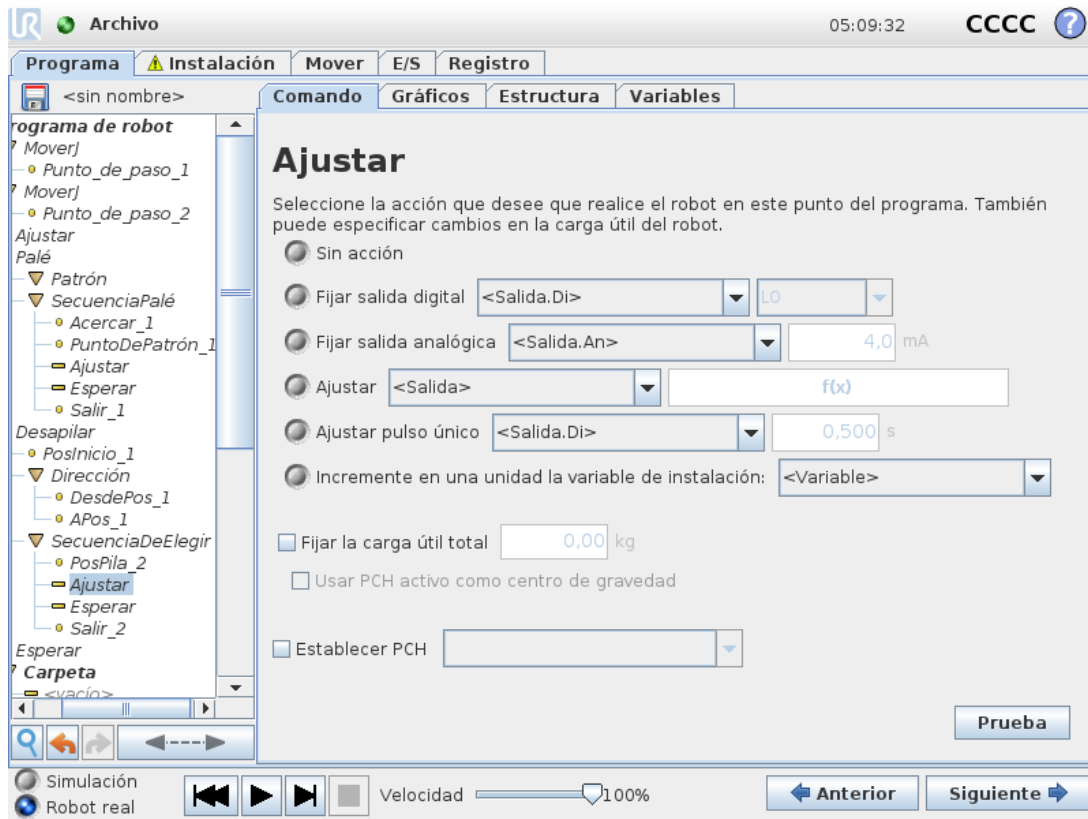 UR Archivo 05:09:32 CCCC ?
Programa Instalación Mover E/S Registro
<sin nombre> Comando Gráficos Estructura Variables
rograma de robot
MoverJ
Punto_de_paso_1
MoverJ
Punto_de_paso_2
Ajustar
Palé
Patrón
SecuenciaPalé
Acercar_1
PuntoDePatrón_1
Ajustar
Esperar
Salir_1
Desapilar
PosInicio_1
Dirección
DesdePos_1
APos_1
SecuenciaDeElegir
PosPila_2
Ajustar
Esperar
Salir_2
Esperar
Carpeta
<vacío>
Ajustar
Seleccione la acción que desee que realice el robot en este punto del programa. También
puede especificar cambios en la carga útil del robot.
Sin acción
Fijar salida digital <Salida.Di> LO
Fijar salida analógica <Salida.An> 4,0 mA
Ajustar <Salida> f(x)
Ajustar pulso único <Salida.Di> 0,500 s
Incremente en una unidad la variable de instalación: <Variable>
Fijar la carga útil total 0,00 kg
Usar PCH activo como centro de gravedad
Establecer PCH
Prueba
Simulación
Robot real
Velocidad 100%
Anterior Siguiente